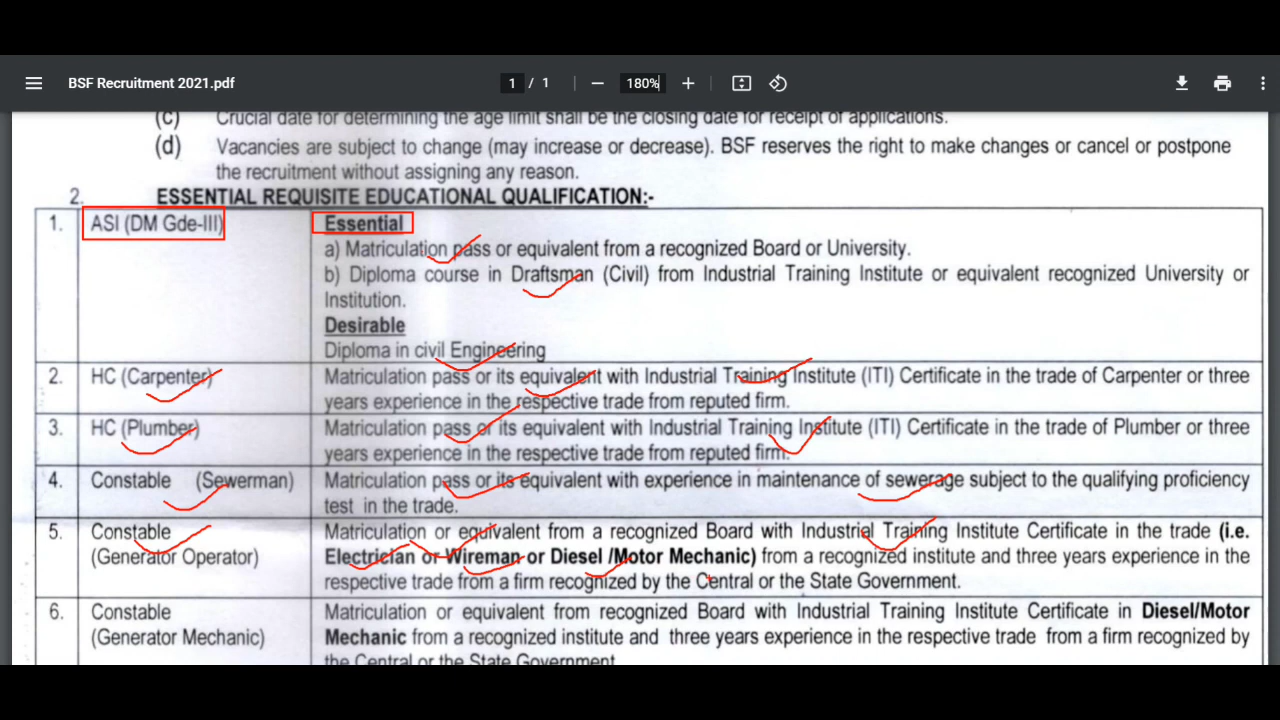 BSF Recruitment 2021.pdf
1 / 1
180%
(c) Crucial date for determining the age limit shall be the closing date for receipt of applications.
(d) Vacancies are subject to change (may increase or decrease). BSF reserves the right to make changes or cancel or postpone
the recruitment without assigning any reason.
2. ESSENTIAL REQUISITE EDUCATIONAL QUALIFICATION:-
1. ASI (DM Gde-III) Essential
a) Matriculation pass or equivalent from a recognized Board or University.
b) Diploma course in Draftsman (Civil) from Industrial Training Institute or equivalent recognized University or
Institution.
Desirable
Diploma in civil Engineering
2. HC (Carpenter) Matriculation pass or its equivalent with Industrial Training Institute (ITI) Certificate in the trade of Carpenter or three
years experience in the respective trade from reputed firm.
3. HC (Plumber) Matriculation pass or its equivalent with Industrial Training Institute (ITI) Certificate in the trade of Plumber or three
years experience in the respective trade from reputed firm.
4. Constable (Sewerman) Matriculation pass or its equivalent with experience in maintenance of sewerage subject to the qualifying proficiency
test in the trade.
5. Constable Matriculation or equivalent from a recognized Board with Industrial Training Institute Certificate in the trade (i.e.
(Generator Operator) Electrician or Wireman or Diesel /Motor Mechanic) from a recognized institute and three years experience in the
respective trade from a firm recognized by the Central or the State Government.
6. Constable Matriculation or equivalent from recognized Board with Industrial Training Institute Certificate in Diesel/Motor
(Generator Mechanic) Mechanic from a recognized institute and three years experience in the respective trade from a firm recognized by
the Central or the State Government